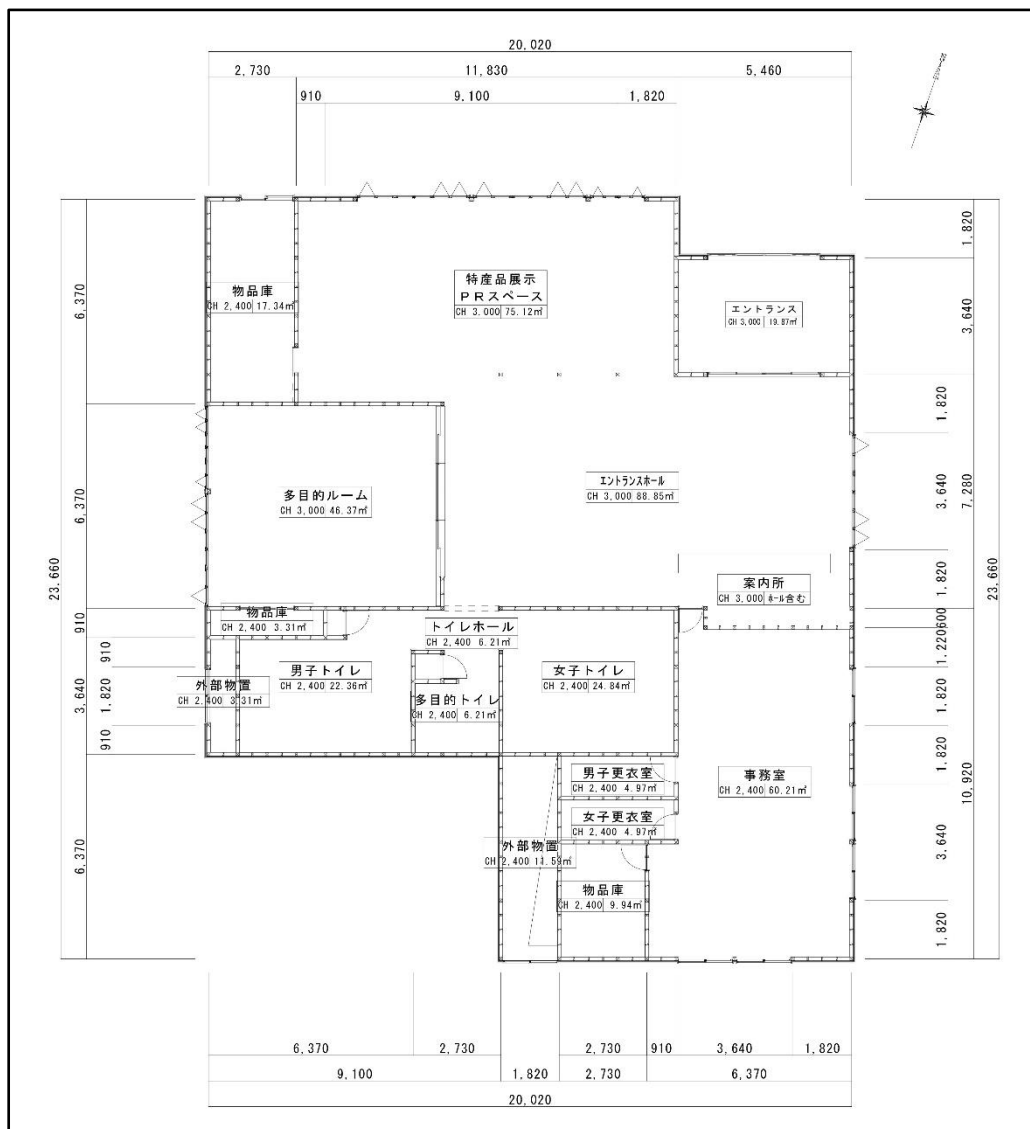 20,020
2,730 11,830 5,460
910 9,100 1,820
特産品展示
PRスペース
CH 3.000 75.12㎡
物品庫
CH 2,400 17.34㎡
エントランス
CH 3,000 19.87㎡
多目的ルーム
CH 3,000 46.37㎡
エントランスホール
CH 3,000 88.85㎡
案内所
CH 3,000 ホール含む
物品庫
CH 2,400 3.31㎡
トイレホール
CH 2,400 6.21㎡
男子トイレ
CH 2,400 22.36㎡
女子トイレ
CH 2,400 24.84㎡
外部物置
CH 2,400 3.31㎡
多目的トイレ
CH 2,400 6.21㎡
男子更衣室
CH 2,400 4.97㎡
事務室
CH 2,400 60.21㎡
女子更衣室
CH 2,400 4.97㎡
外部物置
CH 2,400 11.59㎡
物品庫
CH 2,400 9.94㎡
23,660
6,370
6,370
910
3,640
6,370
910
1,820
910
1,820
3,640
1,820
3,640
1,820
600
1,220
1,820
1,820
3,640
1,820
7,280
10,920
23,660
6,370 2,730 2,730 910 3,640 1,820
9,100 1,820 2,730 6,370
20,020